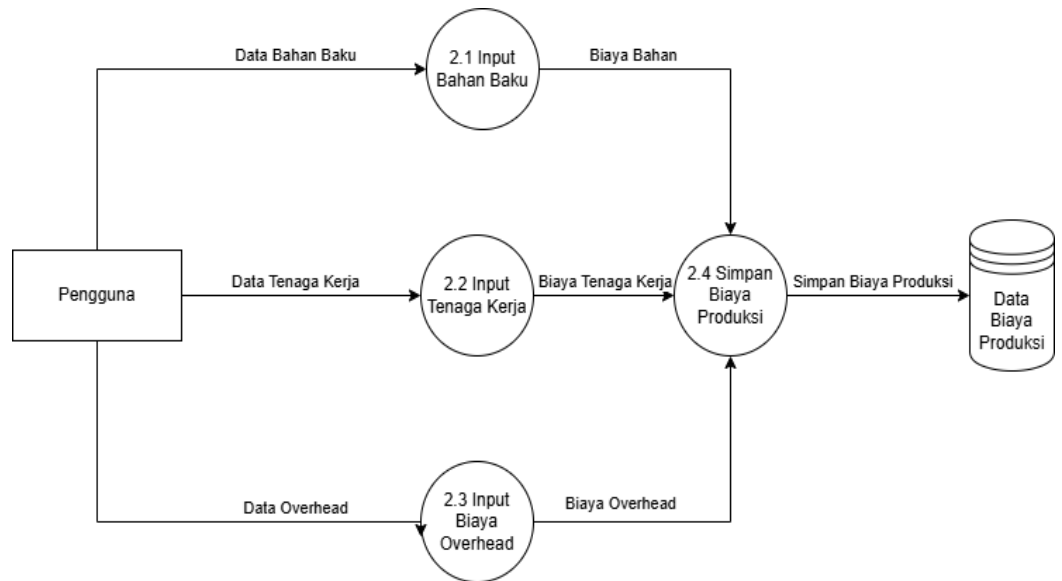 Data Bahan Baku
2.1 Input
Bahan Baku
Biaya Bahan
Pengguna
Data Tenaga Kerja
2.2 Input
Tenaga Kerja
Biaya Tenaga Kerja
2.4 Simpan
Biaya
Produksi
Simpan Biaya Produksi
Data
Biaya
Produksi
Data Overhead
2.3 Input
Biaya
Overhead
Biaya Overhead